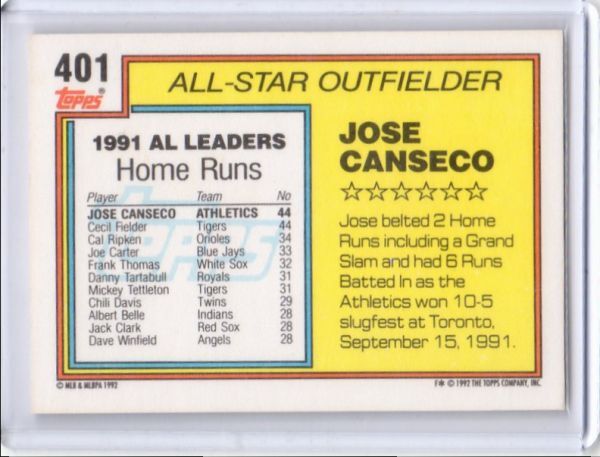 401
TOPPS®
ALL-STAR OUTFIELDER
1991 AL LEADERS
Home Runs
Player Team No
JOSE CANSECO ATHLETICS 44
Cecil Fielder Tigers 44
Cal Ripken Orioles 34
Joe Carter Blue Jays 33
Frank Thomas White Sox 32
Danny Tartabull Royals 31
Mickey Tettleton Tigers 31
Chili Davis Twins 29
Albert Belle Indians 28
Jack Clark Red Sox 28
Dave Winfield Angels 28
TOPPS
JOSE
CANSECO
☆☆☆☆☆☆
Jose belted 2 Home
Runs including a Grand
Slam and had 6 Runs
Batted In as the
Athletics won 10-5
slugfest at Toronto,
September 15, 1991.
© MLB & MLBPA 1992
F✱ © 1992 THE TOPPS COMPANY, INC.